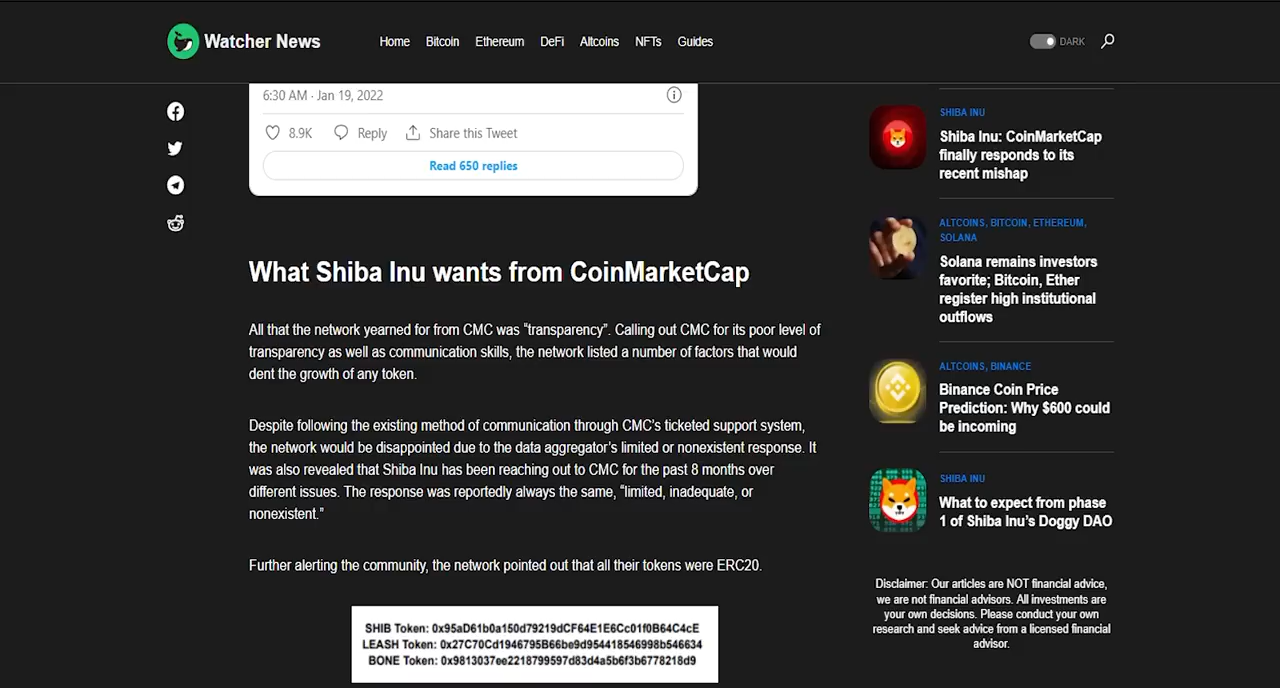 Watcher News
Home Bitcoin Ethereum DeFi Altcoins NFTs Guides
DARK
6:30 AM · Jan 19, 2022
8.9K Reply Share this Tweet
Read 650 replies
What Shiba Inu wants from CoinMarketCap
All that the network yearned for from CMC was “transparency”. Calling out CMC for its poor level of
transparency as well as communication skills, the network listed a number of factors that would
dent the growth of any token.
Despite following the existing method of communication through CMC’s ticketed support system,
the network would be disappointed due to the data aggregator’s limited or nonexistent response. It
was also revealed that Shiba Inu has been reaching out to CMC for the past 8 months over
different issues. The response was reportedly always the same, “limited, inadequate, or
nonexistent.”
Further alerting the community, the network pointed out that all their tokens were ERC20.
SHIB Token: 0x95aD61b0a150d79219dCF64E1E6Cc01f0B64C4cE
LEASH Token: 0x27C70Cd1946795B66be9d954418546998b546634
BONE Token: 0x9813037ee2218799597d83d4a5b6f3b6778218d9
SHIBA INU
Shiba Inu: CoinMarketCap
finally responds to its
recent mishap
ALTCOINS, BITCOIN, ETHEREUM,
SOLANA
Solana remains investors
favorite; Bitcoin, Ether
register high institutional
outflows
ALTCOINS, BINANCE
Binance Coin Price
Prediction: Why $600 could
be incoming
SHIBA INU
What to expect from phase
1 of Shiba Inu’s Doggy DAO
Disclaimer: Our articles are NOT financial advice,
we are not financial advisors. All investments are
your own decisions. Please conduct your own
research and seek advice from a licensed financial
advisor.